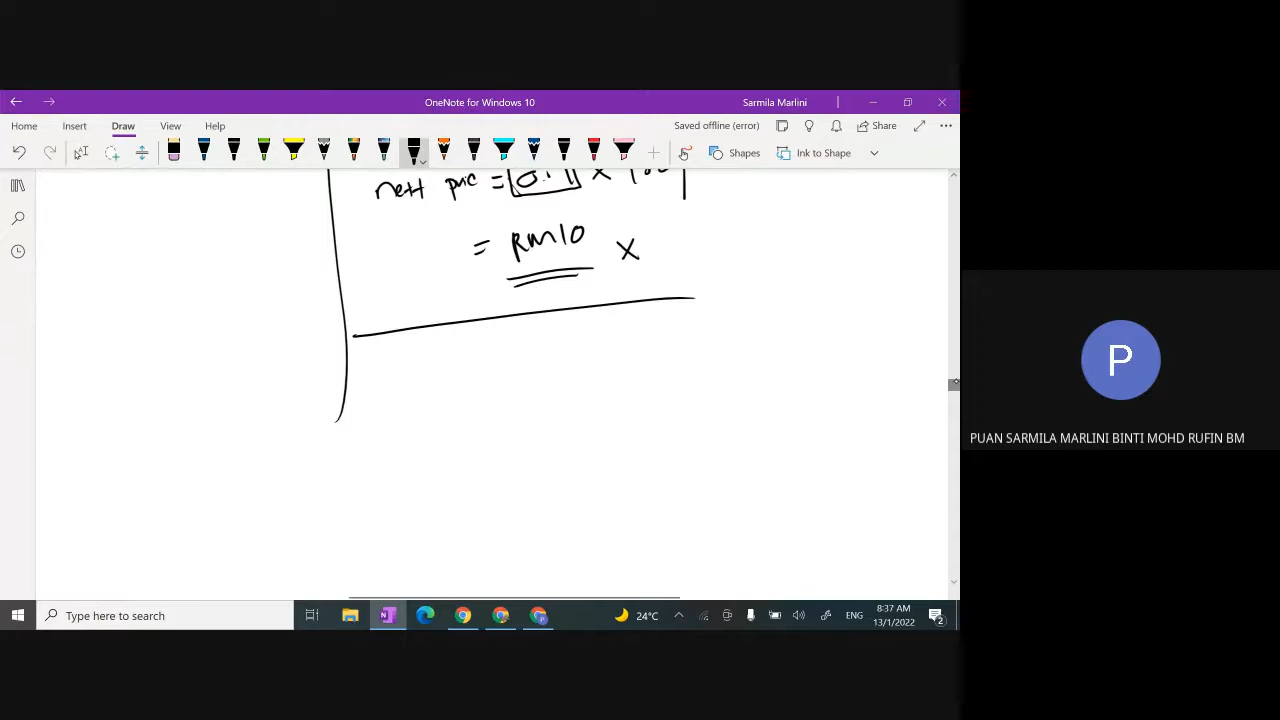 OneNote for Windows 10
Sarmila Marlini
Home Insert Draw View Help
Saved offline (error)
Share
Shapes
Ink to Shape
nett =
= RM10 X
PUAN SARMILA MARLINI BINTI MOHD RUFIN BM
Type here to search
24°C
ENG
8:37 AM
13/1/2022
2
P